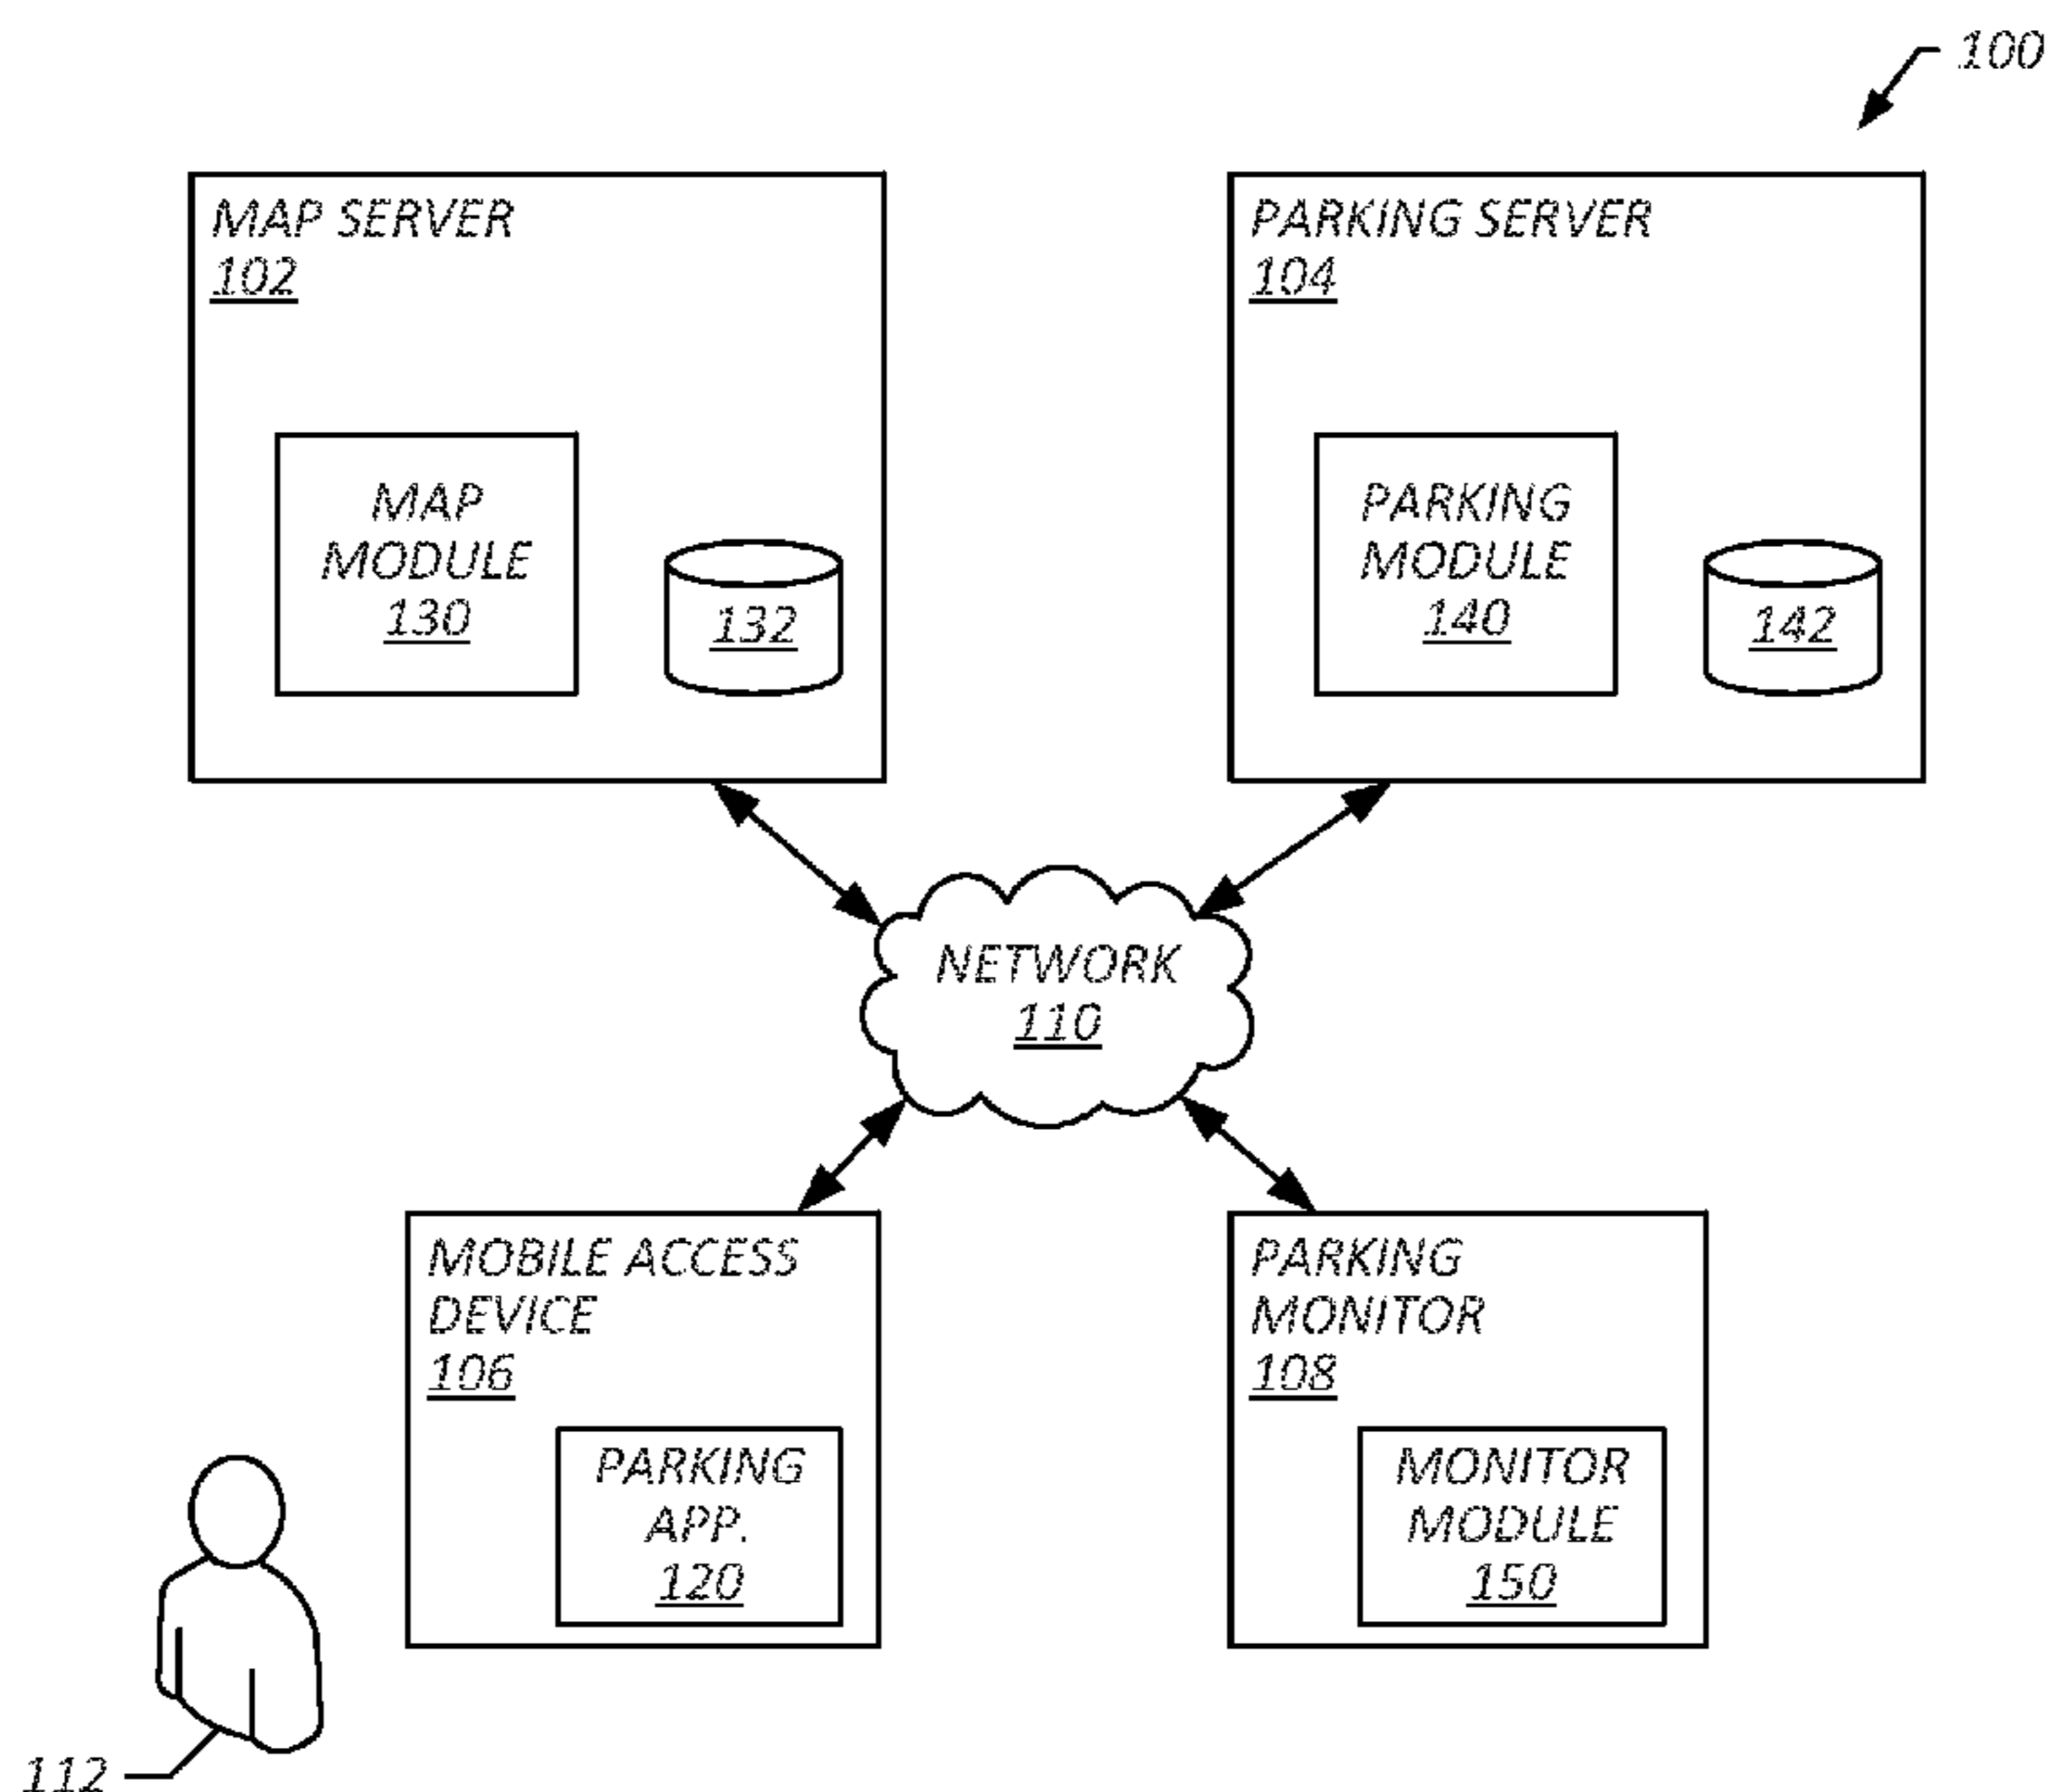 100
MAP SERVER
102
PARKING SERVER
104
MAP
MODULE
130
132
PARKING
MODULE
140
142
NETWORK
110
MOBILE ACCESS
DEVICE
106
PARKING
APP.
120
PARKING
MONITOR
108
MONITOR
MODULE
150
112